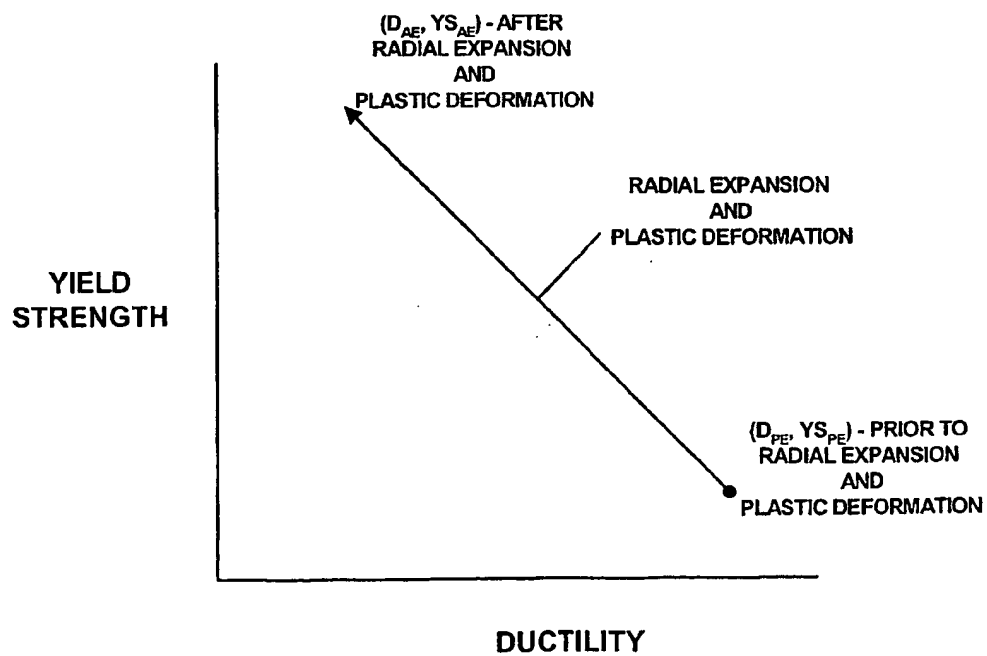 (D_AE, YS_AE) - AFTER
RADIAL EXPANSION
AND
PLASTIC DEFORMATION
RADIAL EXPANSION
AND
PLASTIC DEFORMATION
YIELD
STRENGTH
(D_PE, YS_PE) - PRIOR TO
RADIAL EXPANSION
AND
PLASTIC DEFORMATION
DUCTILITY